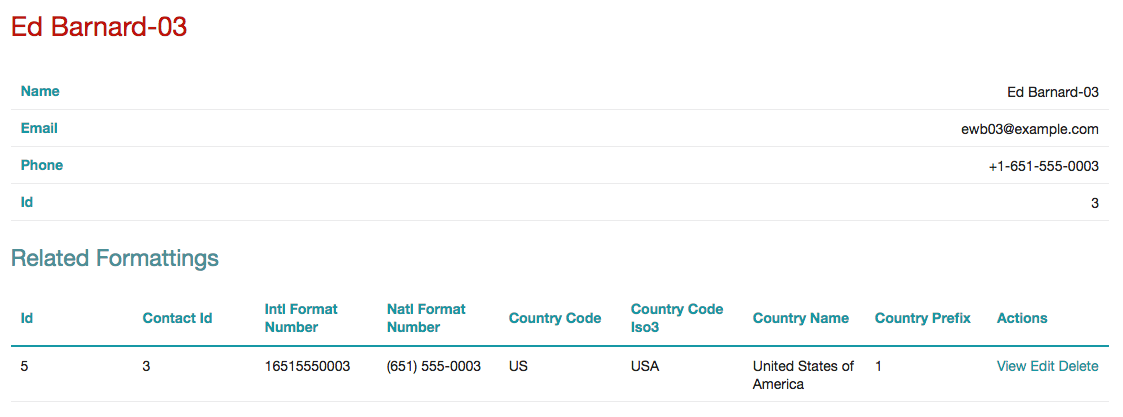 Ed Barnard-03
Name Ed Barnard-03
Email ewb03@example.com
Phone +1-651-555-0003
Id 3
Related Formattings
Id Contact Id Intl Format Number Natl Format Number Country Code Country Code Iso3 Country Name Country Prefix Actions
5 3 16515550003 (651) 555-0003 US USA United States of America 1 View Edit Delete